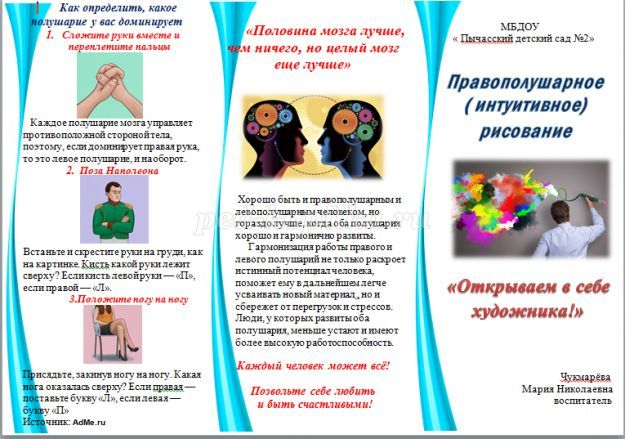 Как определить, какое
полушарие у вас доминирует
1. Сложите руки вместе и
переплетите пальцы
Каждое полушарие мозга управляет
противоположной стороной тела,
поэтому, если доминирует правая рука,
то это левое полушарие, и наоборот.
2. Поза Наполеона
Встаньте и скрестите руки на груди, как
на картинке. Кисть какой руки лежит
сверху? Если кисть левой руки — «П»,
если правой — «Л».
3.Положите ногу на ногу
Присядьте, закинув ногу на ногу. Какая
нога оказалась сверху? Если правая —
поставьте букву «Л», если левая —
букву «П»
Источник: AdMe.ru
«Половина мозга лучше,
чем ничего, но целый мозг
еще лучше»
Хорошо быть и правополушарным и
левополушарным человеком, но
гораздо лучше, когда оба полушария
хорошо и гармонично развиты.
Гармонизация работы правого и
левого полушарий не только раскроет
истинный потенциал человека,
поможет ему в дальнейшем легче
усваивать новый материал, но и
сбережет от перегрузок и стрессов.
Люди, у которых развиты оба
полушария, меньше устают и имеют
более высокую работоспособность.
Каждый человек может всё!
Позвольте себе любить
и быть счастливыми!
МБДОУ
« Пычасский детский сад №2»
Правополушарное
( интуитивное)
рисование
«Открываем в себе
художника!»
Чукмарёва
Мария Николаевна
воспитатель